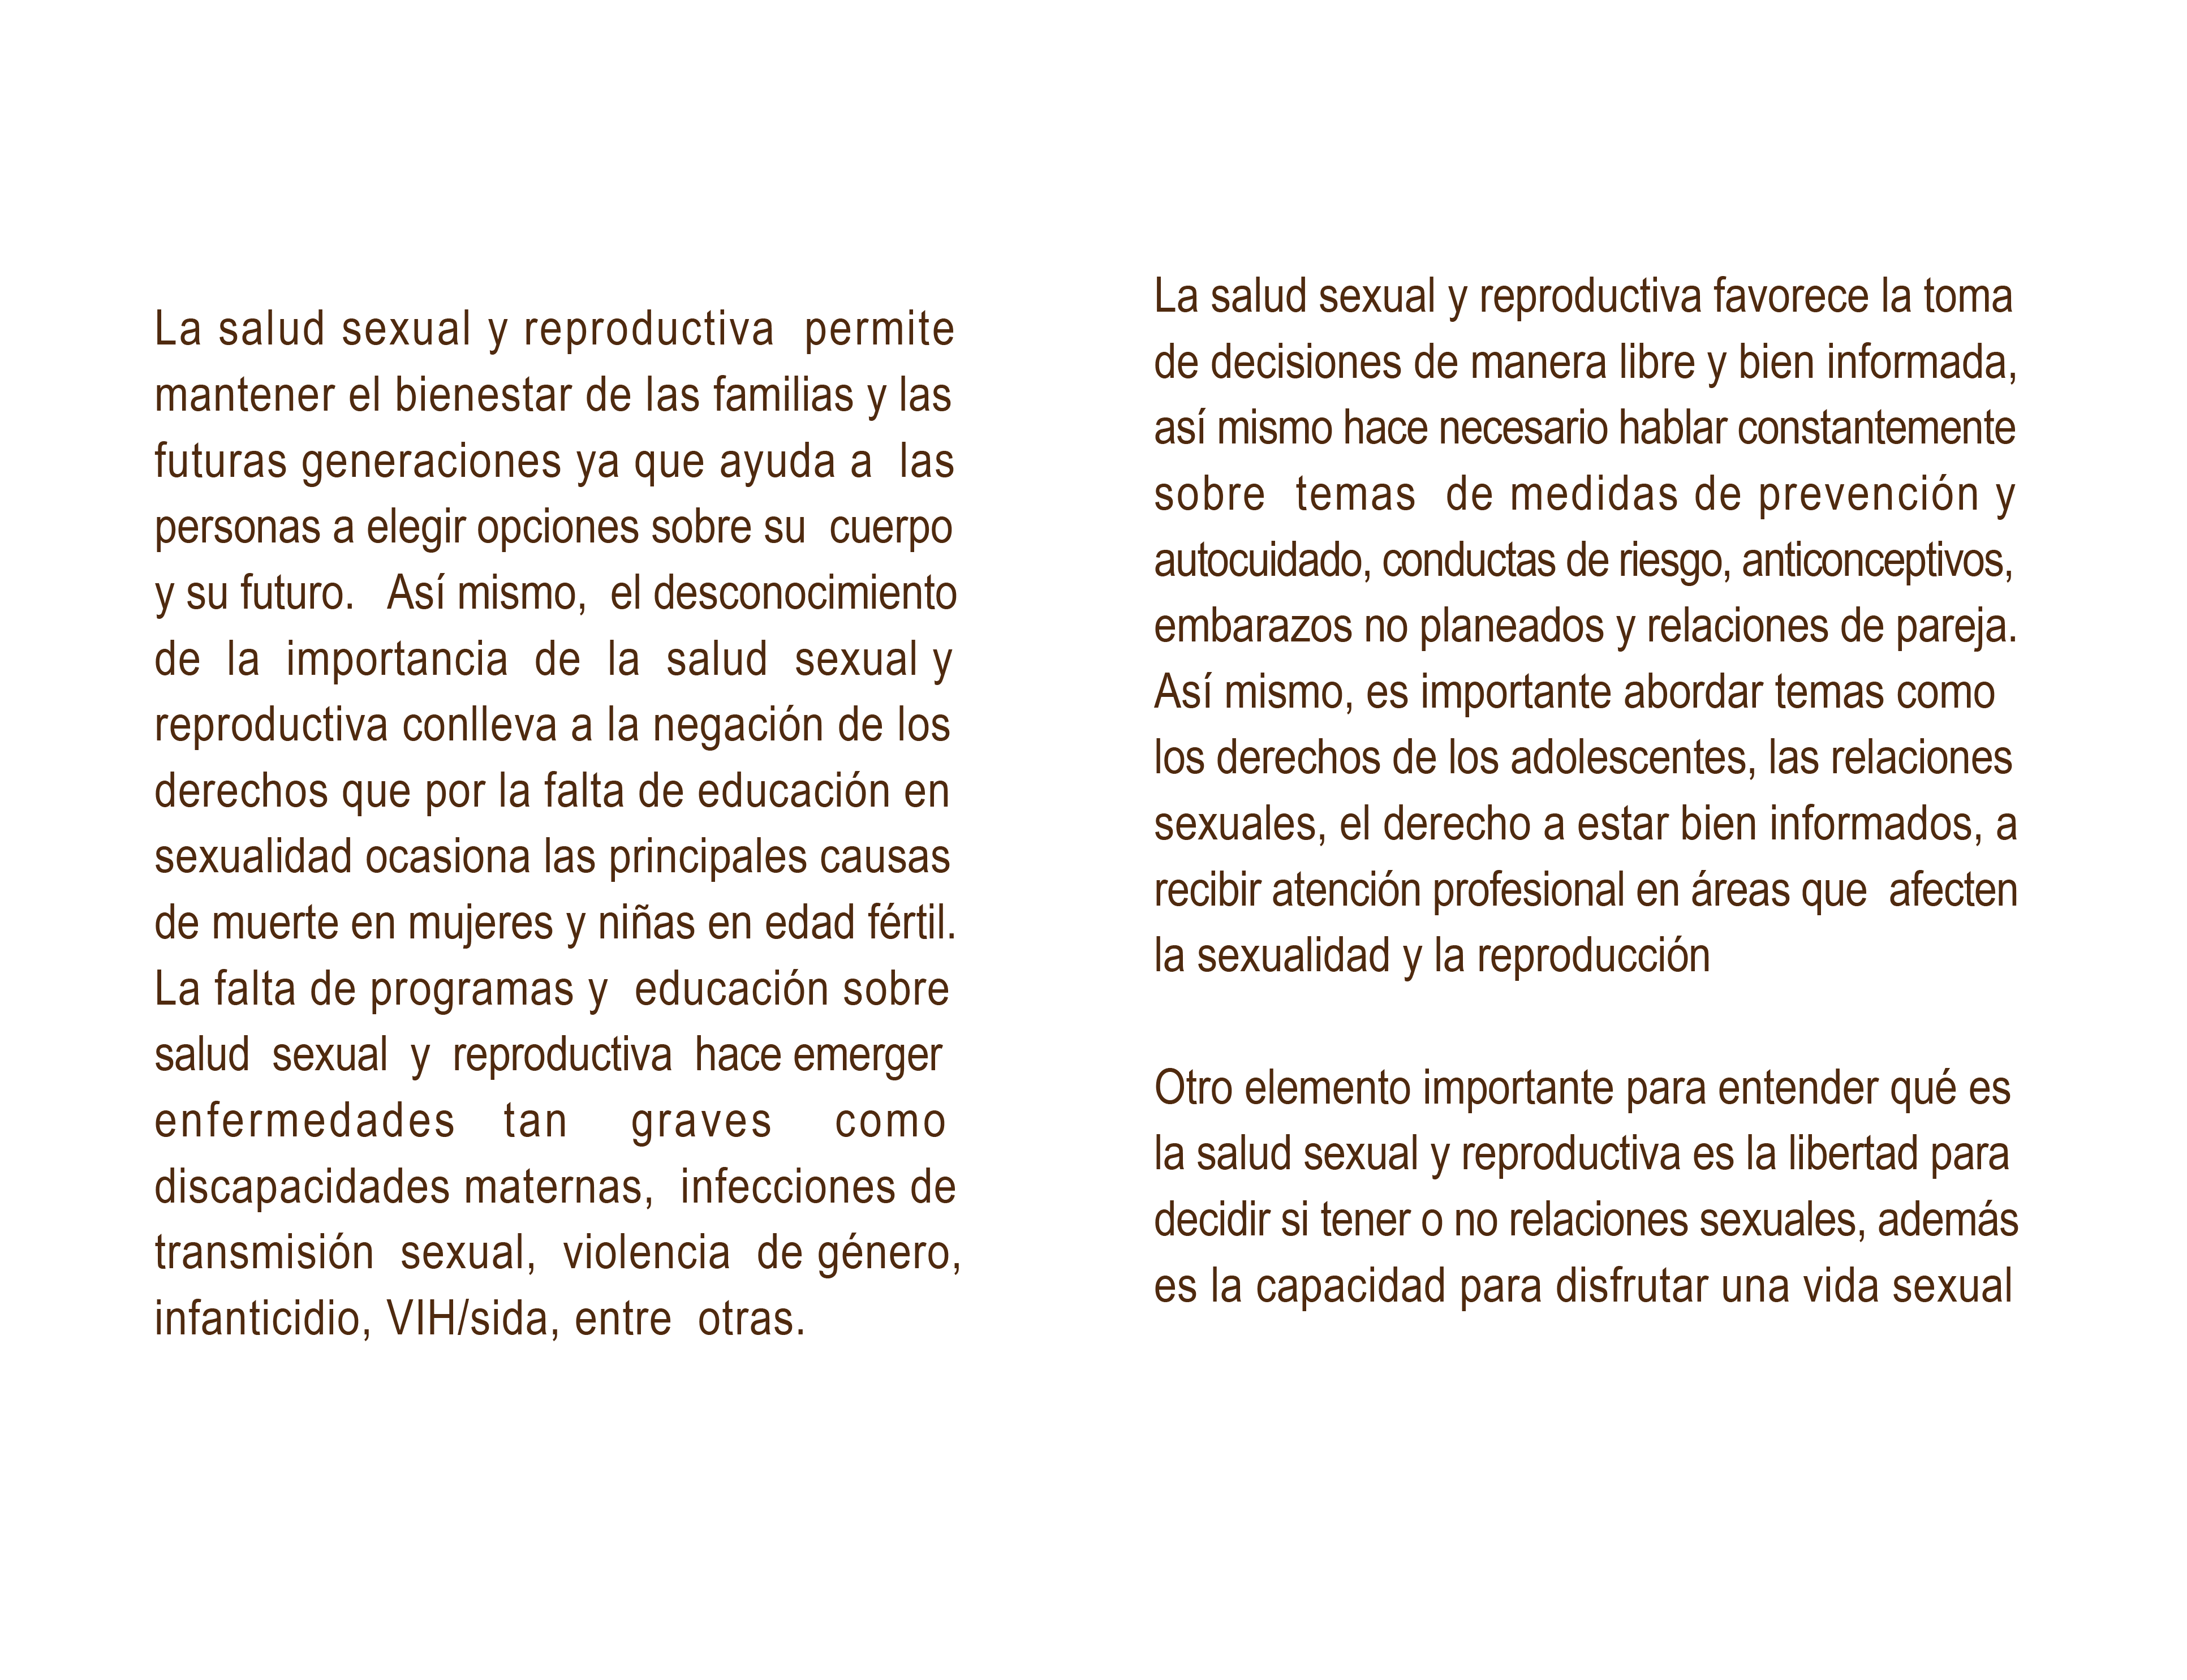 La salud sexual y reproductiva permite
mantener el bienestar de las familias y las
futuras generaciones ya que ayuda a las
personas a elegir opciones sobre su cuerpo
y su futuro. Así mismo, el desconocimiento
de la importancia de la salud sexual y
reproductiva conlleva a la negación de los
derechos que por la falta de educación en
sexualidad ocasiona las principales causas
de muerte en mujeres y niñas en edad fértil.
La falta de programas y educación sobre
salud sexual y reproductiva hace emerger
enfermedades tan graves como
discapacidades maternas, infecciones de
transmisión sexual, violencia de género,
infanticidio, VIH/sida, entre otras.
La salud sexual y reproductiva favorece la toma
de decisiones de manera libre y bien informada,
así mismo hace necesario hablar constantemente
sobre temas de medidas de prevención y
autocuidado, conductas de riesgo, anticonceptivos,
embarazos no planeados y relaciones de pareja.
Así mismo, es importante abordar temas como
los derechos de los adolescentes, las relaciones
sexuales, el derecho a estar bien informados, a
recibir atención profesional en áreas que afecten
la sexualidad y la reproducción
Otro elemento importante para entender qué es
la salud sexual y reproductiva es la libertad para
decidir si tener o no relaciones sexuales, además
es la capacidad para disfrutar una vida sexual